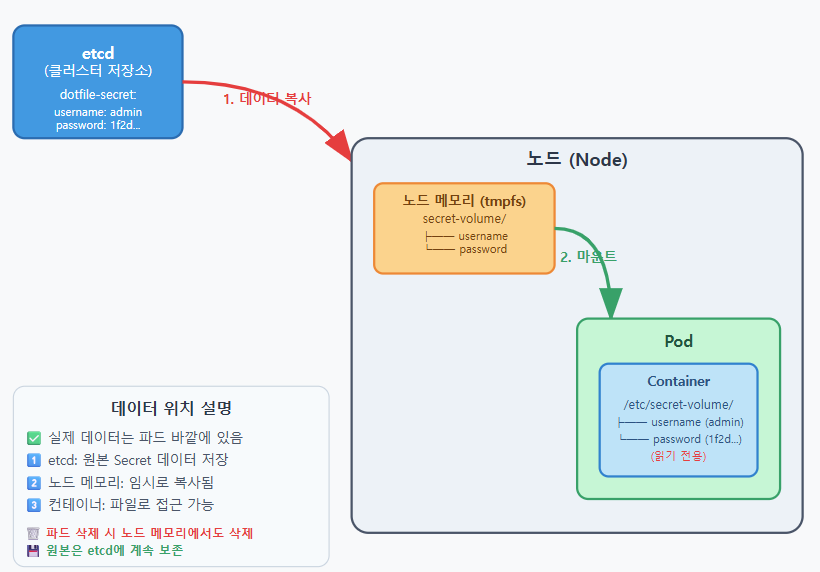 etcd
(클러스터 저장소)
dotfile-secret:
username: admin
password: 1f2d...
1. 데이터 복사
노드 (Node)
노드 메모리 (tmpfs)
secret-volume/
├── username
└── password
2. 마운트
Pod
Container
/etc/secret-volume/
├── username (admin)
└── password (1f2d...)
(읽기 전용)
데이터 위치 설명
✅ 실제 데이터는 파드 바깥에 있음
1️⃣ etcd: 원본 Secret 데이터 저장
2️⃣ 노드 메모리: 임시로 복사됨
3️⃣ 컨테이너: 파일로 접근 가능
🗑️ 파드 삭제 시 노드 메모리에서도 삭제
💾 원본은 etcd에 계속 보존